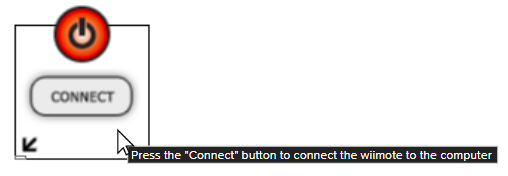 CONNECT
Press the "Connect" button to connect the wiimote to the computer